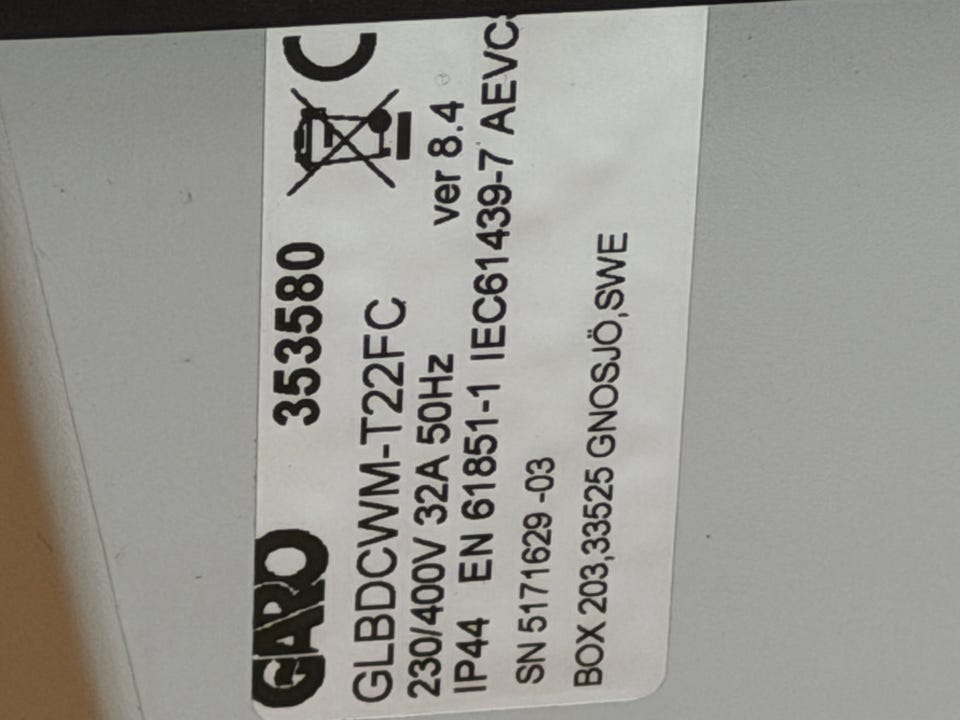 GARO 353580 C
GLBDCWM-T22FC
230/400V 32A 50Hz ver 8.4
IP44 EN 61851-1 IEC61439-7 AEVC
SN 5171629 -03
BOX 203,33525 GNOSJÖ,SWE